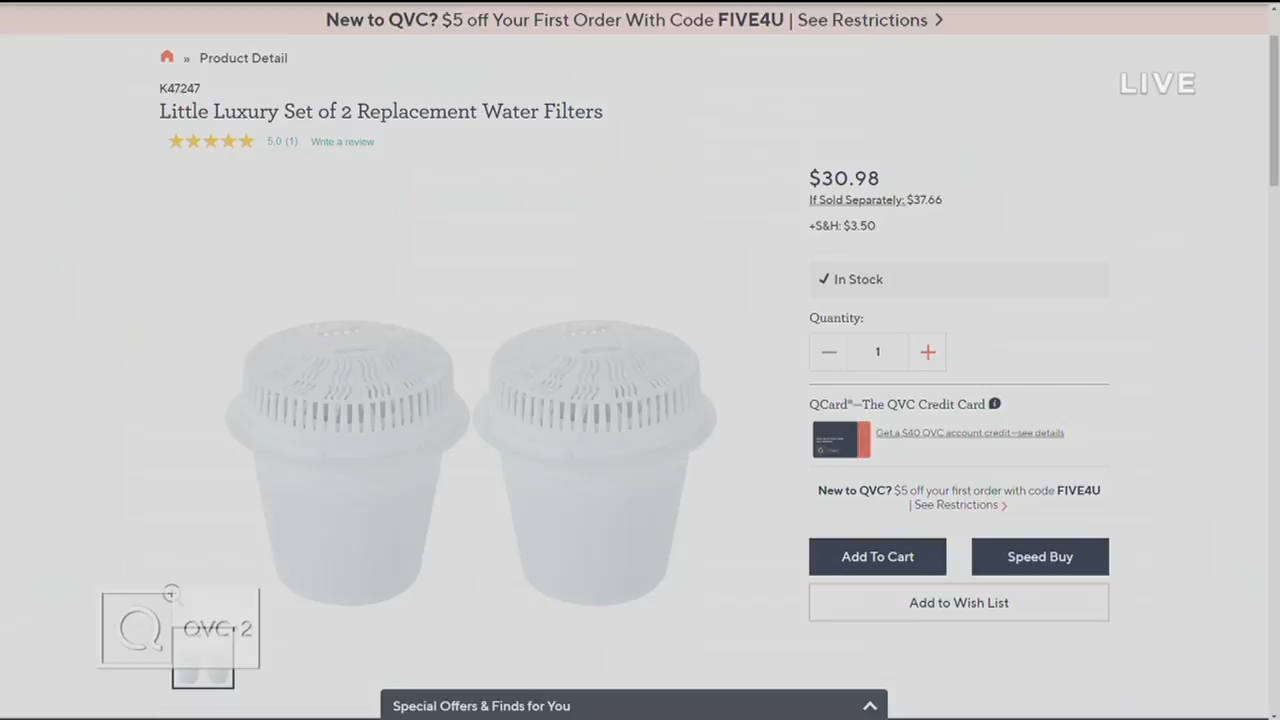 New to QVC? $5 off Your First Order With Code FIVE4U | See Restrictions >
» Product Detail
LIVE
K47247
Little Luxury Set of 2 Replacement Water Filters
5.0 (1) Write a review
$30.98
If Sold Separately: $37.66
+S&H: $3.50
✓ In Stock
Quantity:
— 1 +
QCard®—The QVC Credit Card
Get a $40 QVC account credit—see details
New to QVC? $5 off your first order with code FIVE4U
| See Restrictions >
Add To Cart Speed Buy
Add to Wish List
Q QVC 2
Special Offers & Finds for You